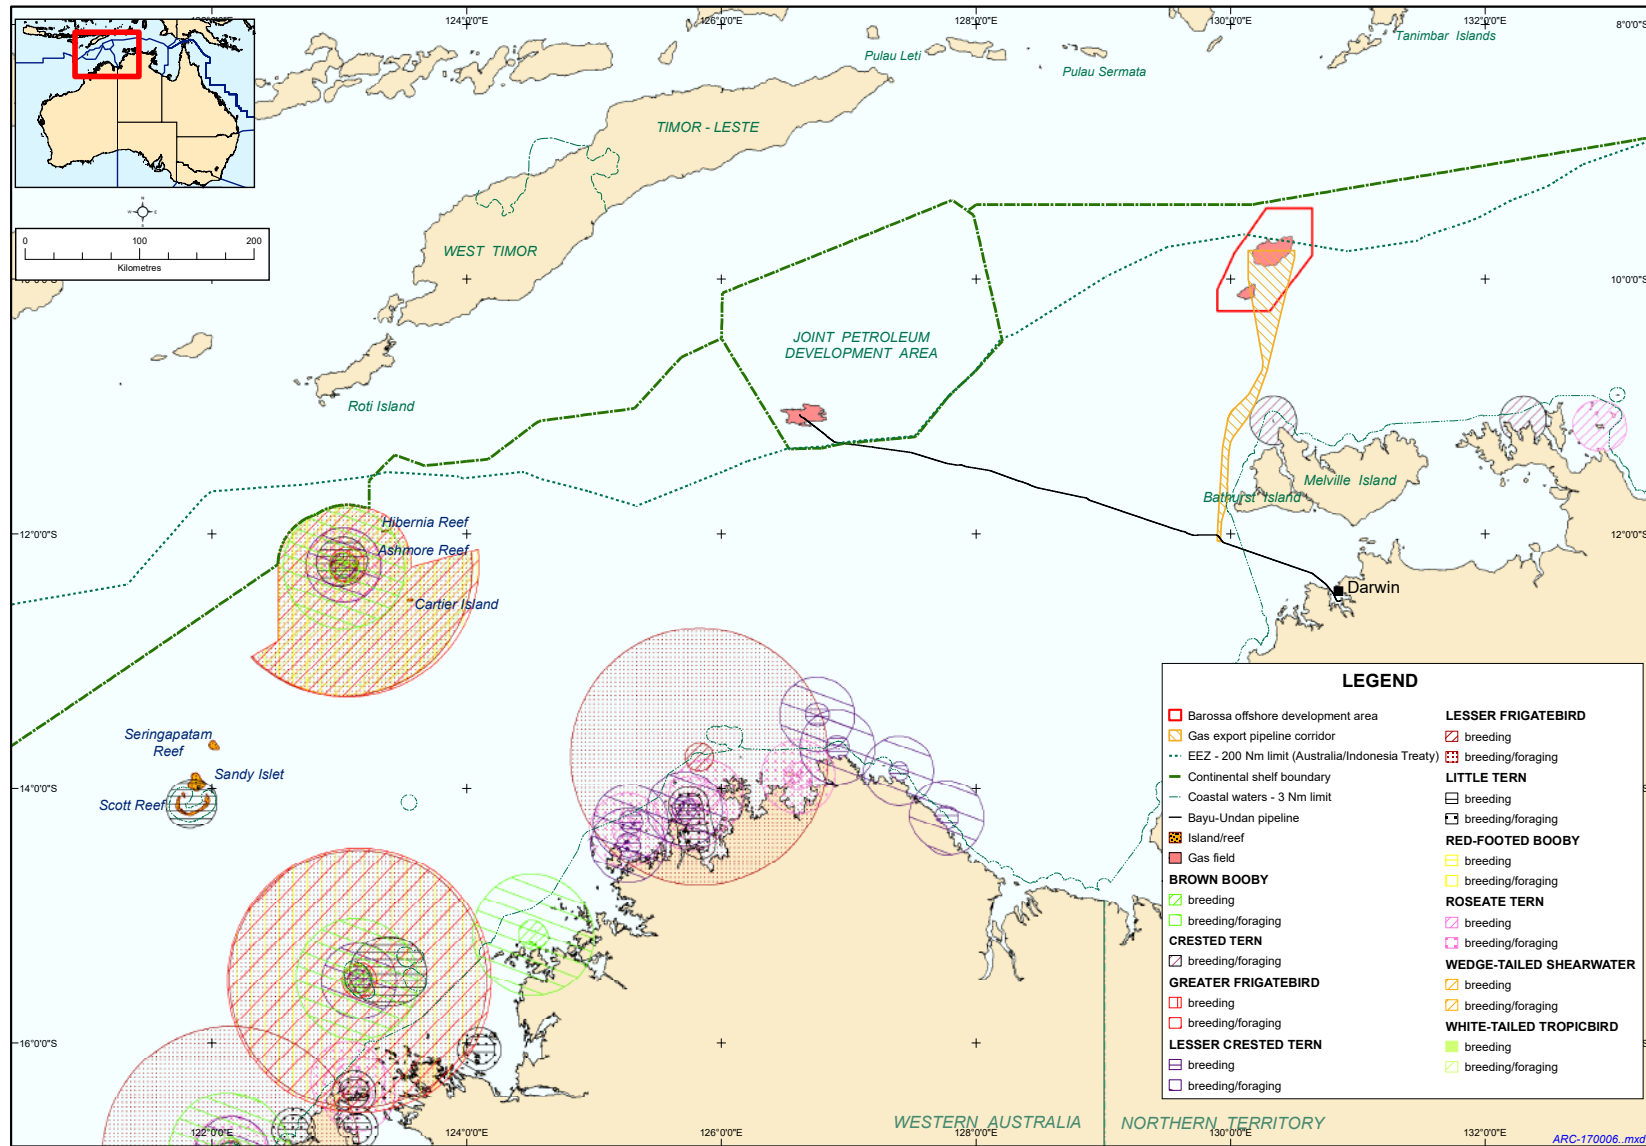 122°0'0"E
124°0'0"E
126°0'0"E
128°0'0"E
130°0'0"E
132°0'0"E
8°0'0"S
Tanimbar Islands
Pulau Leti
Pulau Sermata
TIMOR - LESTE
N
W
E
S
0
100
200
Kilometres
WEST TIMOR
10°0'0"S
10°0'0"S
JOINT PETROLEUM
DEVELOPMENT AREA
Roti Island
Melville Island
Bathurst Island
Hibernia Reef
12°0'0"S
12°0'0"S
Ashmore Reef
Cartier Island
Darwin
Seringapatam
Reef
Sandy Islet
Scott Reef
14°0'0"S
16°0'0"S
WESTERN AUSTRALIA
NORTHERN TERRITORY
122°0'0"E
124°0'0"E
126°0'0"E
128°0'0"E
130°0'0"E
132°0'0"E
LEGEND
Barossa offshore development area
Gas export pipeline corridor
EEZ - 200 Nm limit (Australia/Indonesia Treaty)
Continental shelf boundary
Coastal waters - 3 Nm limit
Bayu-Undan pipeline
Island/reef
Gas field
BROWN BOOBY
breeding
breeding/foraging
CRESTED TERN
breeding/foraging
GREATER FRIGATEBIRD
breeding
breeding/foraging
LESSER CRESTED TERN
breeding
breeding/foraging
LESSER FRIGATEBIRD
breeding
breeding/foraging
LITTLE TERN
breeding
breeding/foraging
RED-FOOTED BOOBY
breeding
breeding/foraging
ROSEATE TERN
breeding
breeding/foraging
WEDGE-TAILED SHEARWATER
breeding
breeding/foraging
WHITE-TAILED TROPICBIRD
breeding
breeding/foraging
ARC-170006..mxd